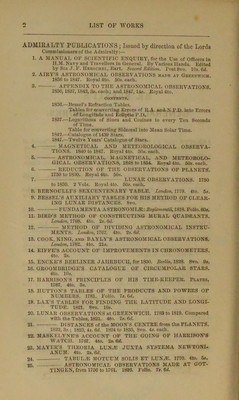 2 LIST OF WORKS
ADMIRALTY PUBLICATIONS; Issued by direction of the Lords
Commissioners of the Admiralty:—
1. A MANUAL OF SCIENTIFIC ENQUIRY, for the Use of Officers in
H.M. Navy and Travellers in General. By Various Hands. Edited
by Sir J. F. HERSCHEL, Bart. Second Edition. Post 8vo. 10s. 6d.
2. AIRY'S ASTRONOMICAL OBSERVATIONS MADE AT GREENWICH.
1836 to 1847. Royal 4to. 50s. each.
3. —— APPENDIX TO THE ASTRONOMICAL OBSERVATIONS,
1836, 1837, 1842, 8s. each; and 1847, 14s. Royal 4to.
CONTENTS.
1836.—Bessel's Refraction Tables.
Tables for converting Errors of R.A. and N.P.D. into Errors
of Longitude and Ecliptic P.D.
1837.—Logarithms of Sines and Cosines to every Ten Seconds
of Time.
Table for converting Sidereal into Mean Solar Time.
1842.—Catalogue of 1439 Stars.
1847.—Twelve Years' Catalogue of Stars.
4. —— MAGNETICAL AND METEOROLOGICAL OBSERVA-
TIONS. 1840 to 1847. Royal 4to. 50s. each.
5. —— ASTRONOMICAL, MAGNETICAL, AND METEOROLO-
GICAL OBSERVATIONS, 1848 to 1854. Royal 4to. 50s. each.
6. —— REDUCTION OF THE OBSERVATIONS OF PLANETS,
1750 to 1830. Royal 4to. 50s.
7. —— LUNAR OBSERVATIONS. 1750
to 1830. 2 Vols. Royal 4to. 50s. each.
8. BERNOULLI'S SEXCENTENARY TABLE. London, 1779. 4to. 5s.
9. BESSEL'S AUXILIARY TABLES FOR HIS METHOD OF CLEAR-
ING LUNAR DISTANCES. 8vo.
10. —— FUNDAMENTA ASTRONOMIÆ: Regiomontii, 1818. Folio. 60s.
11. BIRD'S METHOD OF CONSTRUCTING MURAL QUADRANTS.
London, 1768. 4to. 2s. 6d.
12. —— METHOD OF DIVIDING ASTRONOMICAL INSTRU-
MENTS. London, 1767. 4to. 2s. 6d.
13. COOK, KING, AND BAYLY'S ASTRONOMICAL OBSERVATIONS.
London, 1782. 4to. 21s.
14. EIFFE'S ACCOUNT OF IMPROVEMENTS IN CHRONOMETERS.
4to. 2s.
15. ENCKE'S BERLINER JAHRBUCH, for 1830. Berlin, 1828. 8vo. 9s.
16. GROOMBRIDGE'S CATALOGUE OF CIRCUMPOLAR STARS.
4to. 10s.
17. HARRISON'S PRINCIPLES OF HIS TIME-KEEPER. PLATES.
1767. 4to. 5s.
18. HUTTON'S TABLES OF THE PRODUCTS AND POWERS OF
NUMBERS. 1781. Folio. 7s. 6d.
19. LAX'S TABLES FOR FINDING THE LATITUDE AND LONGI-
TUDE. 1821. 8vo. 10s.
20. LUNAR OBSERVATIONS at GREENWICH. 1783 to 1819. Compared
with the Tables, 1821. 4to. 7s. 6d.
21. —— DISTANCES of the MOON'S CENTRE from the PLANETS.
1822, 3s.; 1823, 4s. 6d. 1824 to 1835, 8vo. 4s. each.
22. MASKELYNE'S ACCOUNT OF THE GOING OF HARRISON'S
WATCH. 1767. 4to. 2s. 6d.
23. MAYER'S THEORIA LUNÆ JUXTA SYSTEMA NEWTONI-
ANUM. 4to. 2s. 6d.
24. —— TABULÆ MOTUUM SOLIS ET LUNÆ. 1770. 4to. 5s.
25. —— ASTRONOMICAL OBSERVATIONS MADE AT GOT-
TINGEN, from 1756 to 1761. 1826. Folio. 7s. 6d.